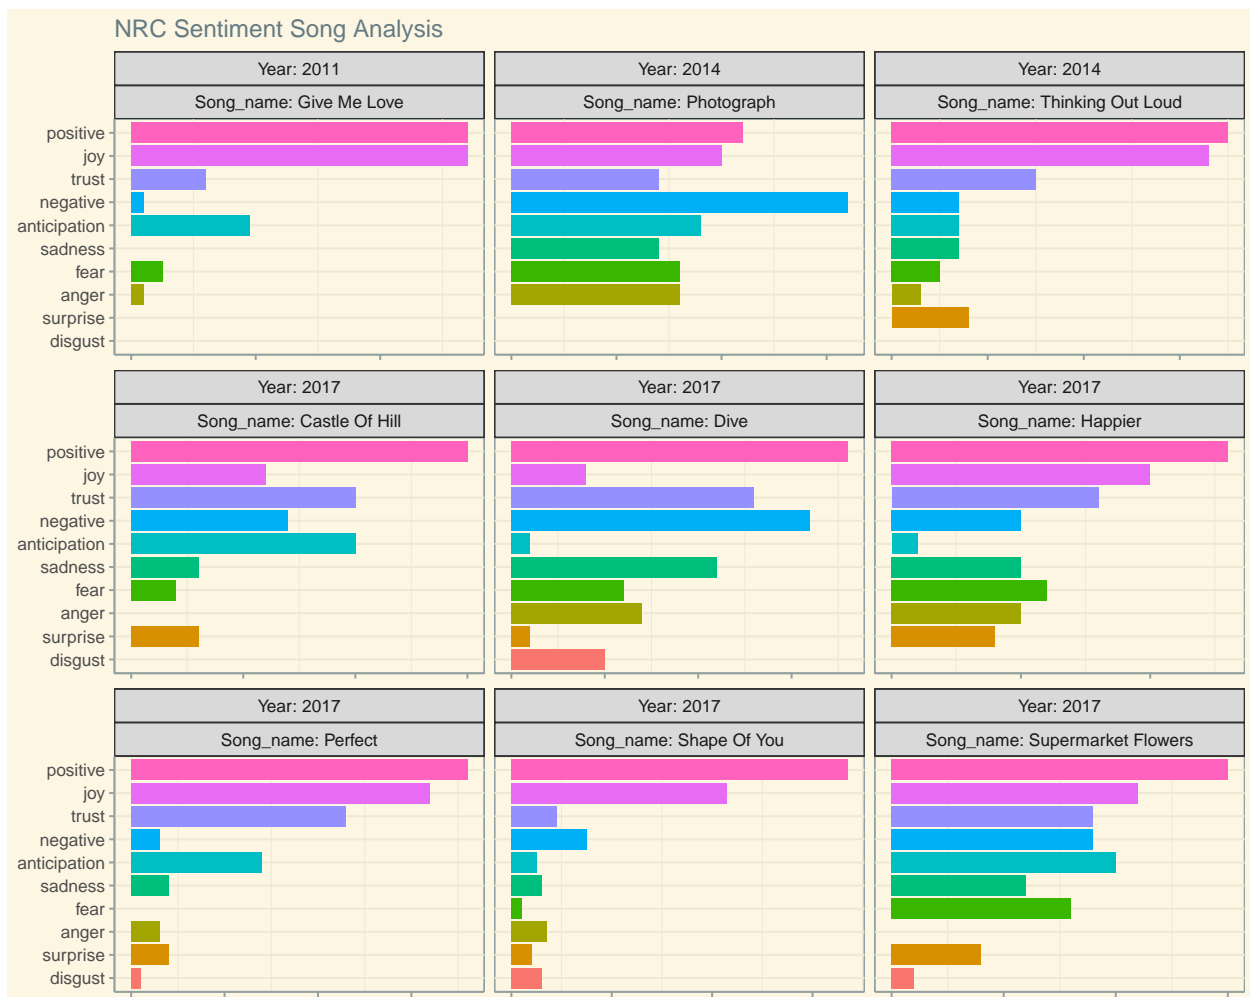 NRC Sentiment Song Analysis
Year: 2011
Song_name: Give Me Love
Year: 2014
Song_name: Photograph
Year: 2014
Song_name: Thinking Out Loud
positive
joy
trust
negative
anticipation
sadness
fear
anger
surprise
disgust
Year: 2017
Song_name: Castle Of Hill
Year: 2017
Song_name: Dive
Year: 2017
Song_name: Happier
positive
joy
trust
negative
anticipation
sadness
fear
anger
surprise
disgust
Year: 2017
Song_name: Perfect
Year: 2017
Song_name: Shape Of You
Year: 2017
Song_name: Supermarket Flowers
positive
joy
trust
negative
anticipation
sadness
fear
anger
surprise
disgust